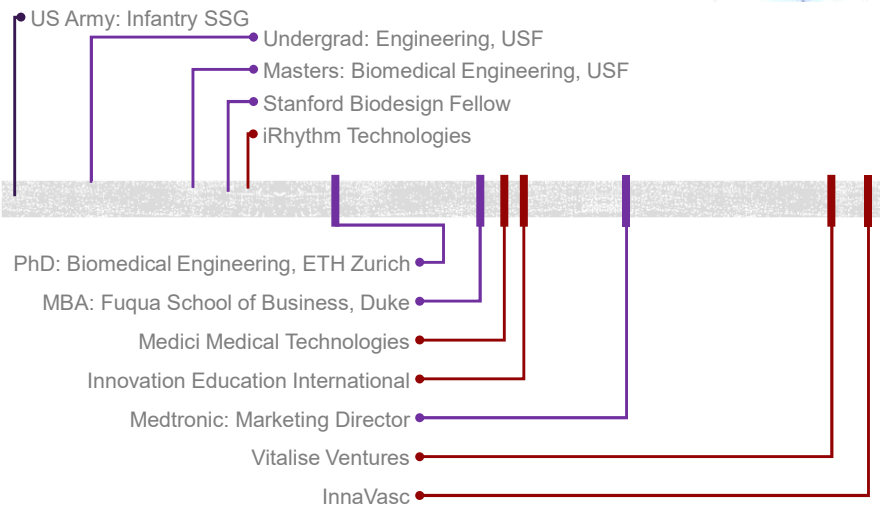 US Army: Infantry SSG
Undergrad: Engineering, USF
Masters: Biomedical Engineering, USF
Stanford Biodesign Fellow
iRhythm Technologies
PhD: Biomedical Engineering, ETH Zurich
MBA: Fuqua School of Business, Duke
Medici Medical Technologies
Innovation Education International
Medtronic: Marketing Director
Vitalise Ventures
InnaVasc